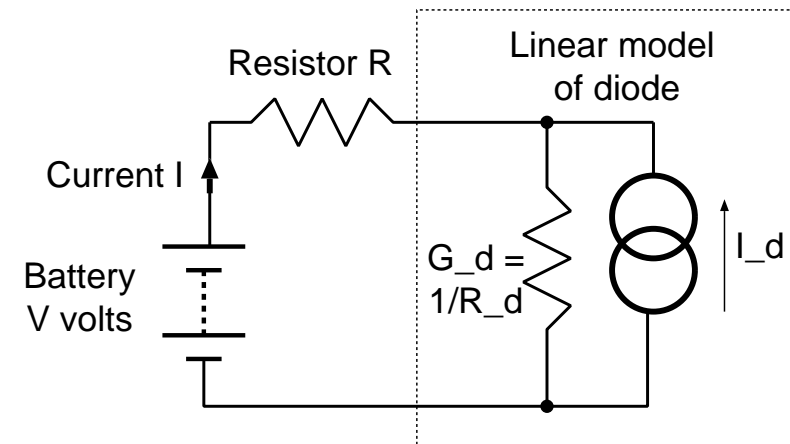 Linear model
of diode
Resistor R
Current I
Battery
V volts
G_d =
1/R_d
I_d